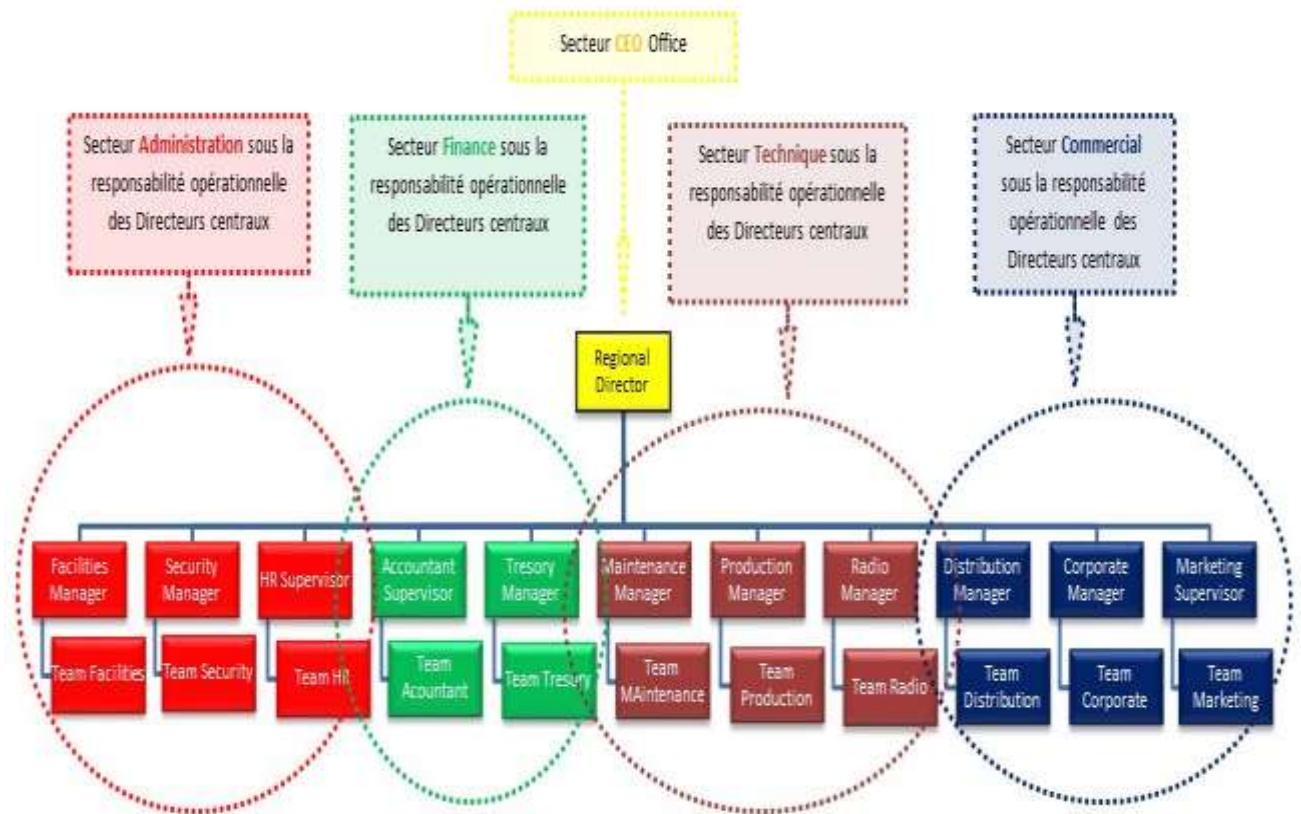 Secteur CEO Office
Secteur Administration sous la
responsabilité opérationnelle
des Directeurs centraux
Secteur Finance sous la
responsabilité opérationnelle
des Directeurs centraux
Secteur Technique sous la
responsabilité opérationnelle
des Directeurs centraux
Secteur Commercial
sous la responsabilité
opérationnelle des
Directeurs centraux
Regional
Director
Facilities
Manager
Security
Manager
HR Supervisor
Accountant
Supervisor
Tresory
Manager
Maintenance
Manager
Production
Manager
Radio
Manager
Distribution
Manager
Corporate
Manager
Marketing
Supervisor
Team Facilities
Team Security
Team HR
Team
Acountant
Team Tresury
Team
MAintenance
Team
Production
Team Radio
Team
Distribution
Team
Corporate
Team
Marketing